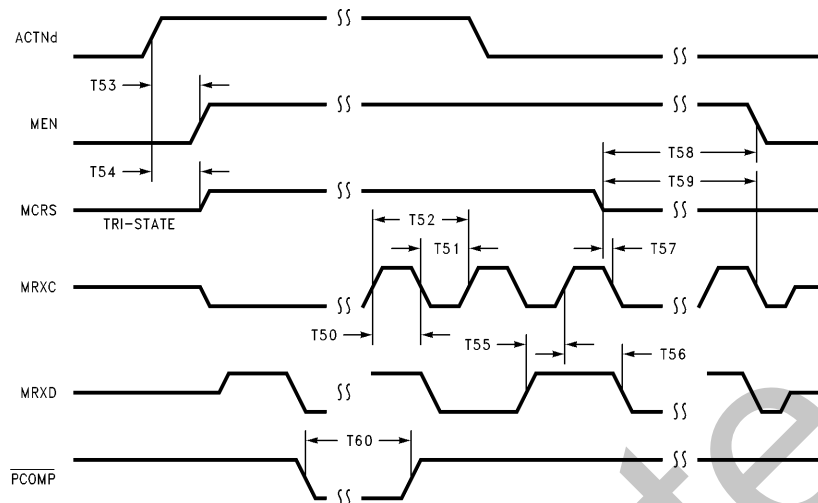 ACTNd
T53
MEN
T58
T54
T59
MCRS
TRI-STATE
T52
T51
T57
MRXC
T50
T55
T56
MRXD
T60
PCOMP